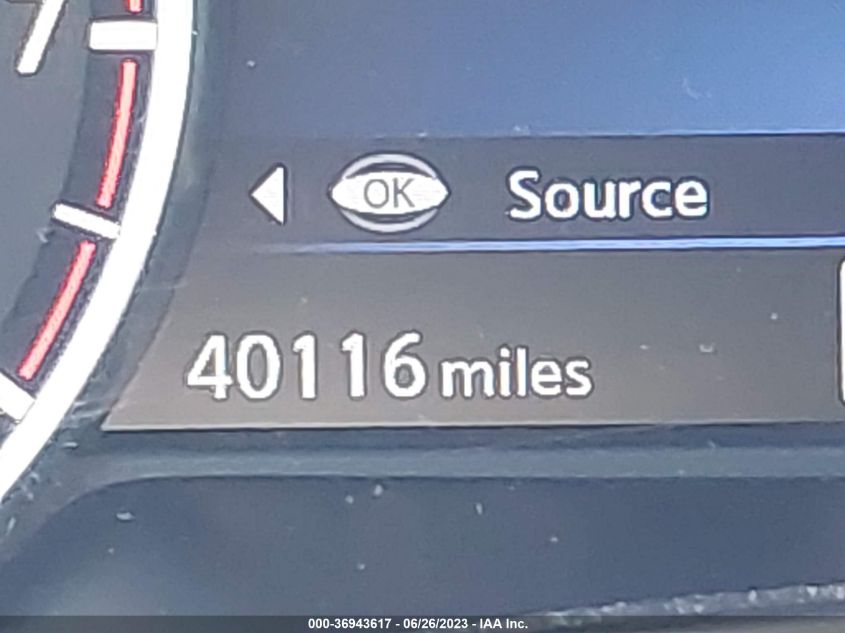 OK Source
40116 miles
000-36943617 - 06/26/2023 - IAA Inc.